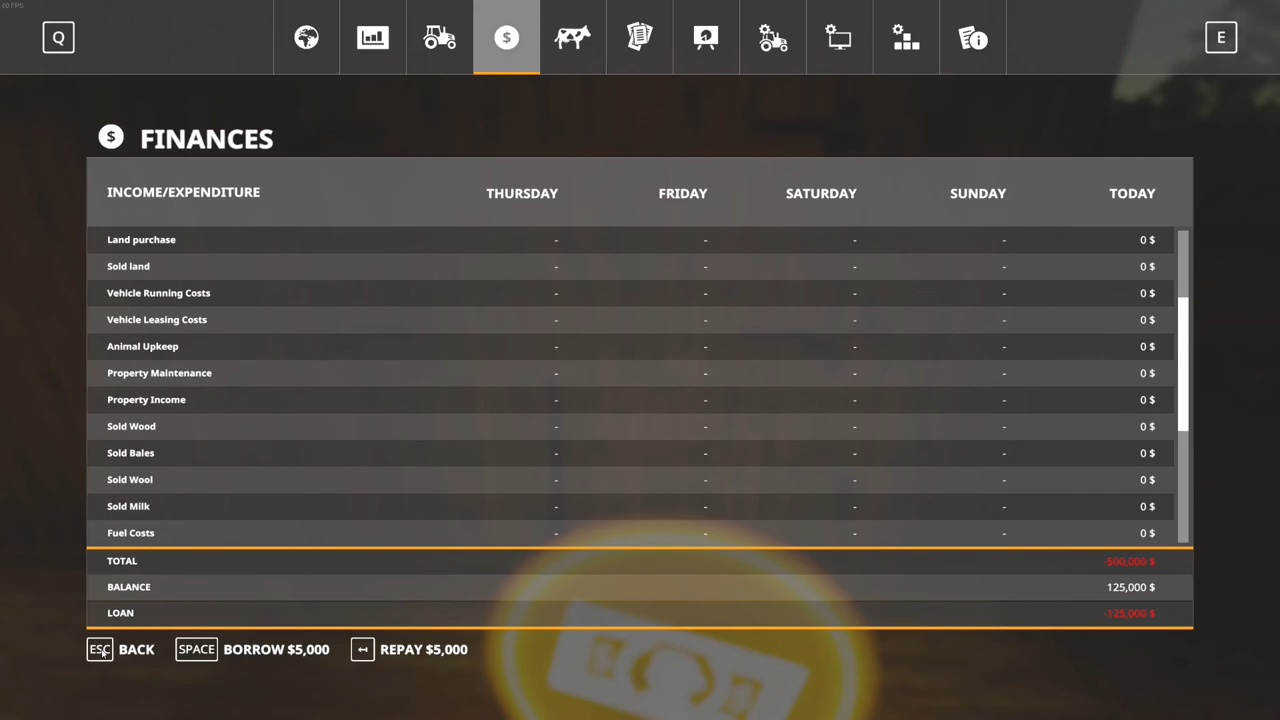 60 FPS
Q
$
E
$ FINANCES
INCOME/EXPENDITURE THURSDAY FRIDAY SATURDAY SUNDAY TODAY
Land purchase - - - - 0 $
Sold land - - - - 0 $
Vehicle Running Costs - - - - 0 $
Vehicle Leasing Costs - - - - 0 $
Animal Upkeep - - - - 0 $
Property Maintenance - - - - 0 $
Property Income - - - - 0 $
Sold Wood - - - - 0 $
Sold Bales - - - - 0 $
Sold Wool - - - - 0 $
Sold Milk - - - - 0 $
Fuel Costs - - - - 0 $
TOTAL -500,000 $
BALANCE 125,000 $
LOAN -125,000 $
ESC BACK SPACE BORROW $5,000 ↔ REPAY $5,000